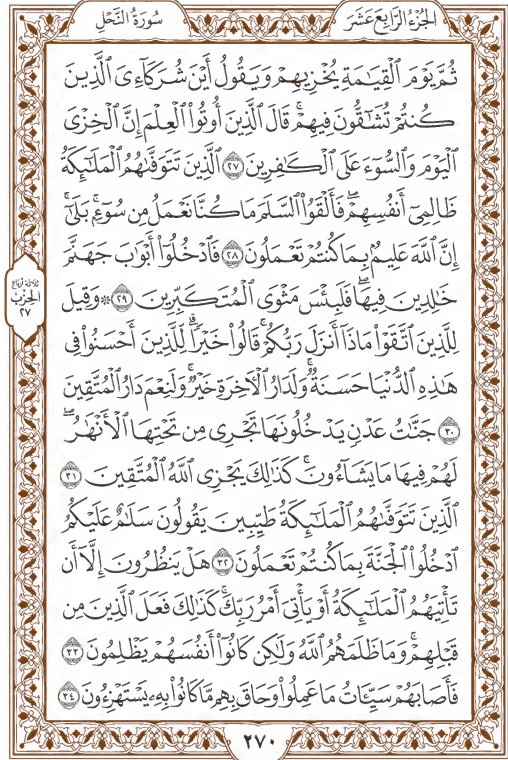 الجزء الرابع عشر
سورة النحل
ثُمَّ يَوْمَ ٱلْقِيَٰمَةِ يُخْزِيهِمْ وَيَقُولُ أَيْنَ شُرَكَآءِىَ ٱلَّذِينَ
كُنتُمْ تُشَٰٓقُّونَ فِيهِمْ ۚ قَالَ ٱلَّذِينَ أُوتُوا۟ ٱلْعِلْمَ إِنَّ ٱلْخِزْىَ
ٱلْيَوْمَ وَٱلسُّوٓءَ عَلَى ٱلْكَٰفِرِينَ ٢٧ ٱلَّذِينَ تَتَوَفَّىٰهُمُ ٱلْمَلَٰٓئِكَةُ
ظَالِمِىٓ أَنفُسِهِمْ ۖ فَأَلْقَوُا۟ ٱلسَّلَمَ مَا كُنَّا نَعْمَلُ مِن سُوٓءٍۭ ۚ بَلَىٰٓ
إِنَّ ٱللَّهَ عَلِيمٌۢ بِمَا كُنتُمْ تَعْمَلُونَ ٢٨ فَٱدْخُلُوٓا۟ أَبْوَٰبَ جَهَنَّمَ
خَٰلِدِينَ فِيهَا ۖ فَلَبِئْسَ مَثْوَى ٱلْمُتَكَبِّرِينَ ٢٩ ۞ وَقِيلَ
لِلَّذِينَ ٱتَّقَوْا۟ مَاذَآ أَنزَلَ رَبُّكُمْ ۚ قَالُوا۟ خَيْرًا ۗ لِّلَّذِينَ أَحْسَنُوا۟ فِى
هَٰذِهِ ٱلدُّنْيَا حَسَنَةٌ ۚ وَلَدَارُ ٱلْءَاخِرَةِ خَيْرٌ ۚ وَلَنِعْمَ دَارُ ٱلْمُتَّقِينَ
٣٠ جَنَّٰتُ عَدْنٍ يَدْخُلُونَهَا تَجْرِى مِن تَحْتِهَا ٱلْأَنْهَٰرُ ۖ
لَهُمْ فِيهَا مَا يَشَآءُونَ ۚ كَذَٰلِكَ يَجْزِى ٱللَّهُ ٱلْمُتَّقِينَ ٣١
ٱلَّذِينَ تَتَوَفَّىٰهُمُ ٱلْمَلَٰٓئِكَةُ طَيِّبِينَ ۙ يَقُولُونَ سَلَٰمٌ عَلَيْكُمُ
ٱدْخُلُوا۟ ٱلْجَنَّةَ بِمَا كُنتُمْ تَعْمَلُونَ ٣٢ هَلْ يَنظُرُونَ إِلَّآ أَن
تَأْتِيَهُمُ ٱلْمَلَٰٓئِكَةُ أَوْ يَأْتِىَ أَمْرُ رَبِّكَ ۚ كَذَٰلِكَ فَعَلَ ٱلَّذِينَ مِن
قَبْلِهِمْ ۚ وَمَا ظَلَمَهُمُ ٱللَّهُ وَلَٰكِن كَانُوٓا۟ أَنفُسَهُمْ يَظْلِمُونَ ٣٣
فَأَصَابَهُمْ سَيِّـَٔاتُ مَا عَمِلُوا۟ وَحَاقَ بِهِم مَّا كَانُوا۟ بِهِۦ يَسْتَهْزِءُونَ ٣٤
ثلاثة أرباع
الحزب
٢٧
٢٧٠